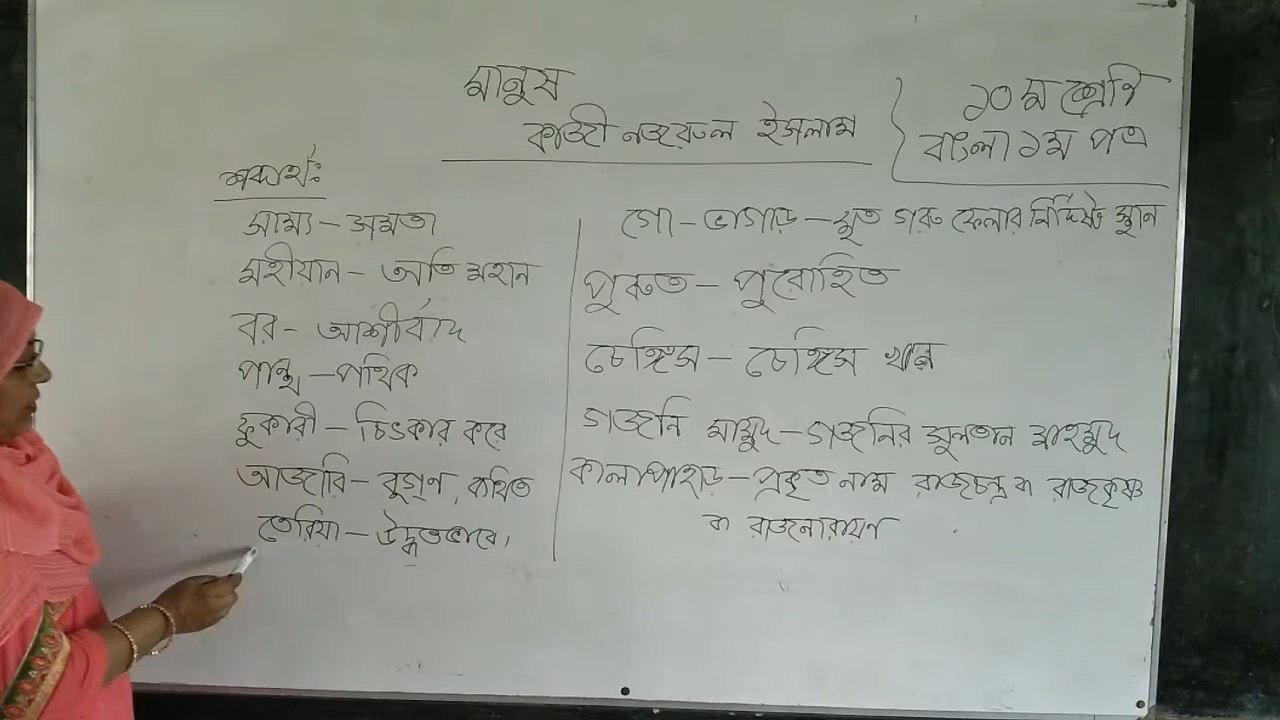 মানুষ
কাজী নজরুল ইসলাম
১০ম শ্রেণি
বাংলা ১ম পত্র
শব্দার্থঃ
সাম্য – সমতা
মহীয়ান – অতি মহান
বর – আশীর্বাদ
পান্থ – পথিক
ফুকারী – চিৎকার করে
আজারি – রুগ্ন, ব্যথিত
তেরিয়া – উদ্ধতভাবে।
গো – ভাগাড় – মৃত গরু ফেলার নির্দিষ্ট স্থান
পুরুত – পুরোহিত
চেঙ্গিস – চেঙ্গিস খান
গজনি মামুদ – গজনির সুলতান মাহমুদ
কালাপাহাড় – প্রকৃত নাম রাজচন্দ্র বা রাজকৃষ্ণ
বা রাজনারায়ণ